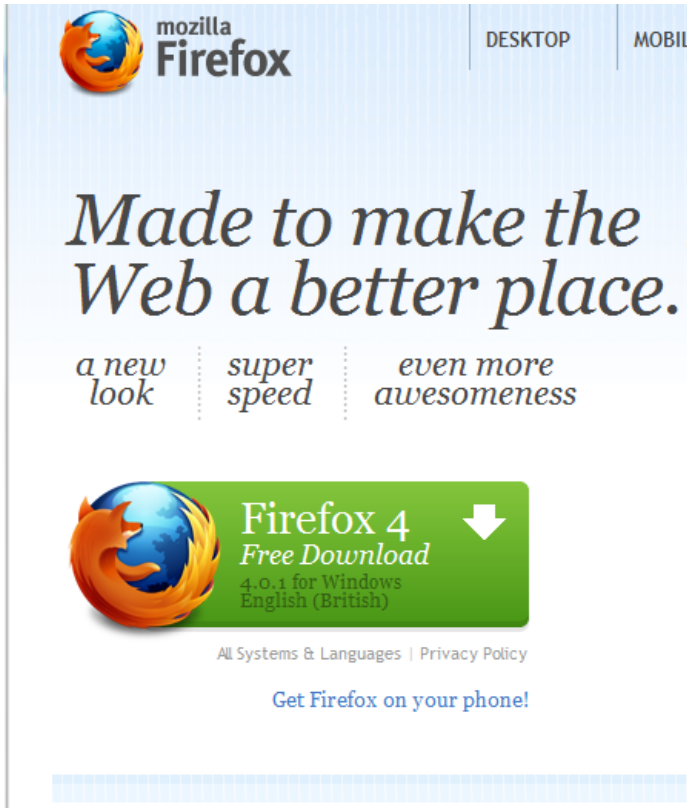 mozilla
Firefox
DESKTOP
MOBIL
Made to make the
Web a better place.
a new
look
super
speed
even more
awesomeness
Firefox 4
Free Download
4.0.1 for Windows
English (British)
All Systems & Languages | Privacy Policy
Get Firefox on your phone!